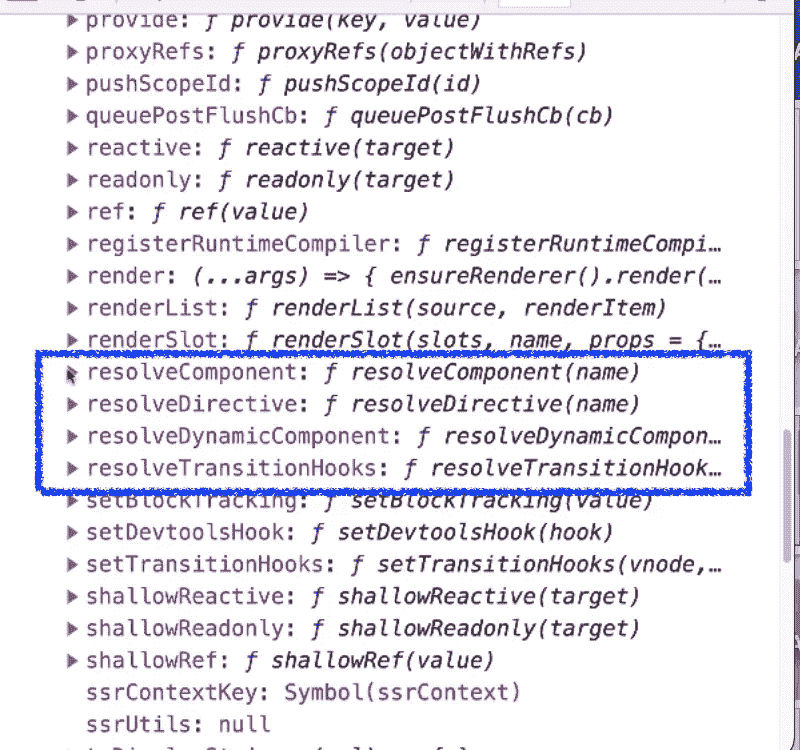 ▶ provide: ƒ provide(key, value)
▶ proxyRefs: ƒ proxyRefs(objectWithRefs)
▶ pushScopeId: ƒ pushScopeId(id)
▶ queuePostFlushCb: ƒ queuePostFlushCb(cb)
▶ reactive: ƒ reactive(target)
▶ readonly: ƒ readonly(target)
▶ ref: ƒ ref(value)
▶ registerRuntimeCompiler: ƒ registerRuntimeCompi…
▶ render: (...args) => { ensureRenderer().render(…
▶ renderList: ƒ renderList(source, renderItem)
▶ renderSlot: ƒ renderSlot(slots, name, props = {…
▶ resolveComponent: ƒ resolveComponent(name)
▶ resolveDirective: ƒ resolveDirective(name)
▶ resolveDynamicComponent: ƒ resolveDynamicCompon…
▶ resolveTransitionHooks: ƒ resolveTransitionHook…
▶ setBlockTracking: ƒ setBlockTracking(value)
▶ setDevtoolsHook: ƒ setDevtoolsHook(hook)
▶ setTransitionHooks: ƒ setTransitionHooks(vnode,…
▶ shallowReactive: ƒ shallowReactive(target)
▶ shallowReadonly: ƒ shallowReadonly(target)
▶ shallowRef: ƒ shallowRef(value)
ssrContextKey: Symbol(ssrContext)
ssrUtils: null